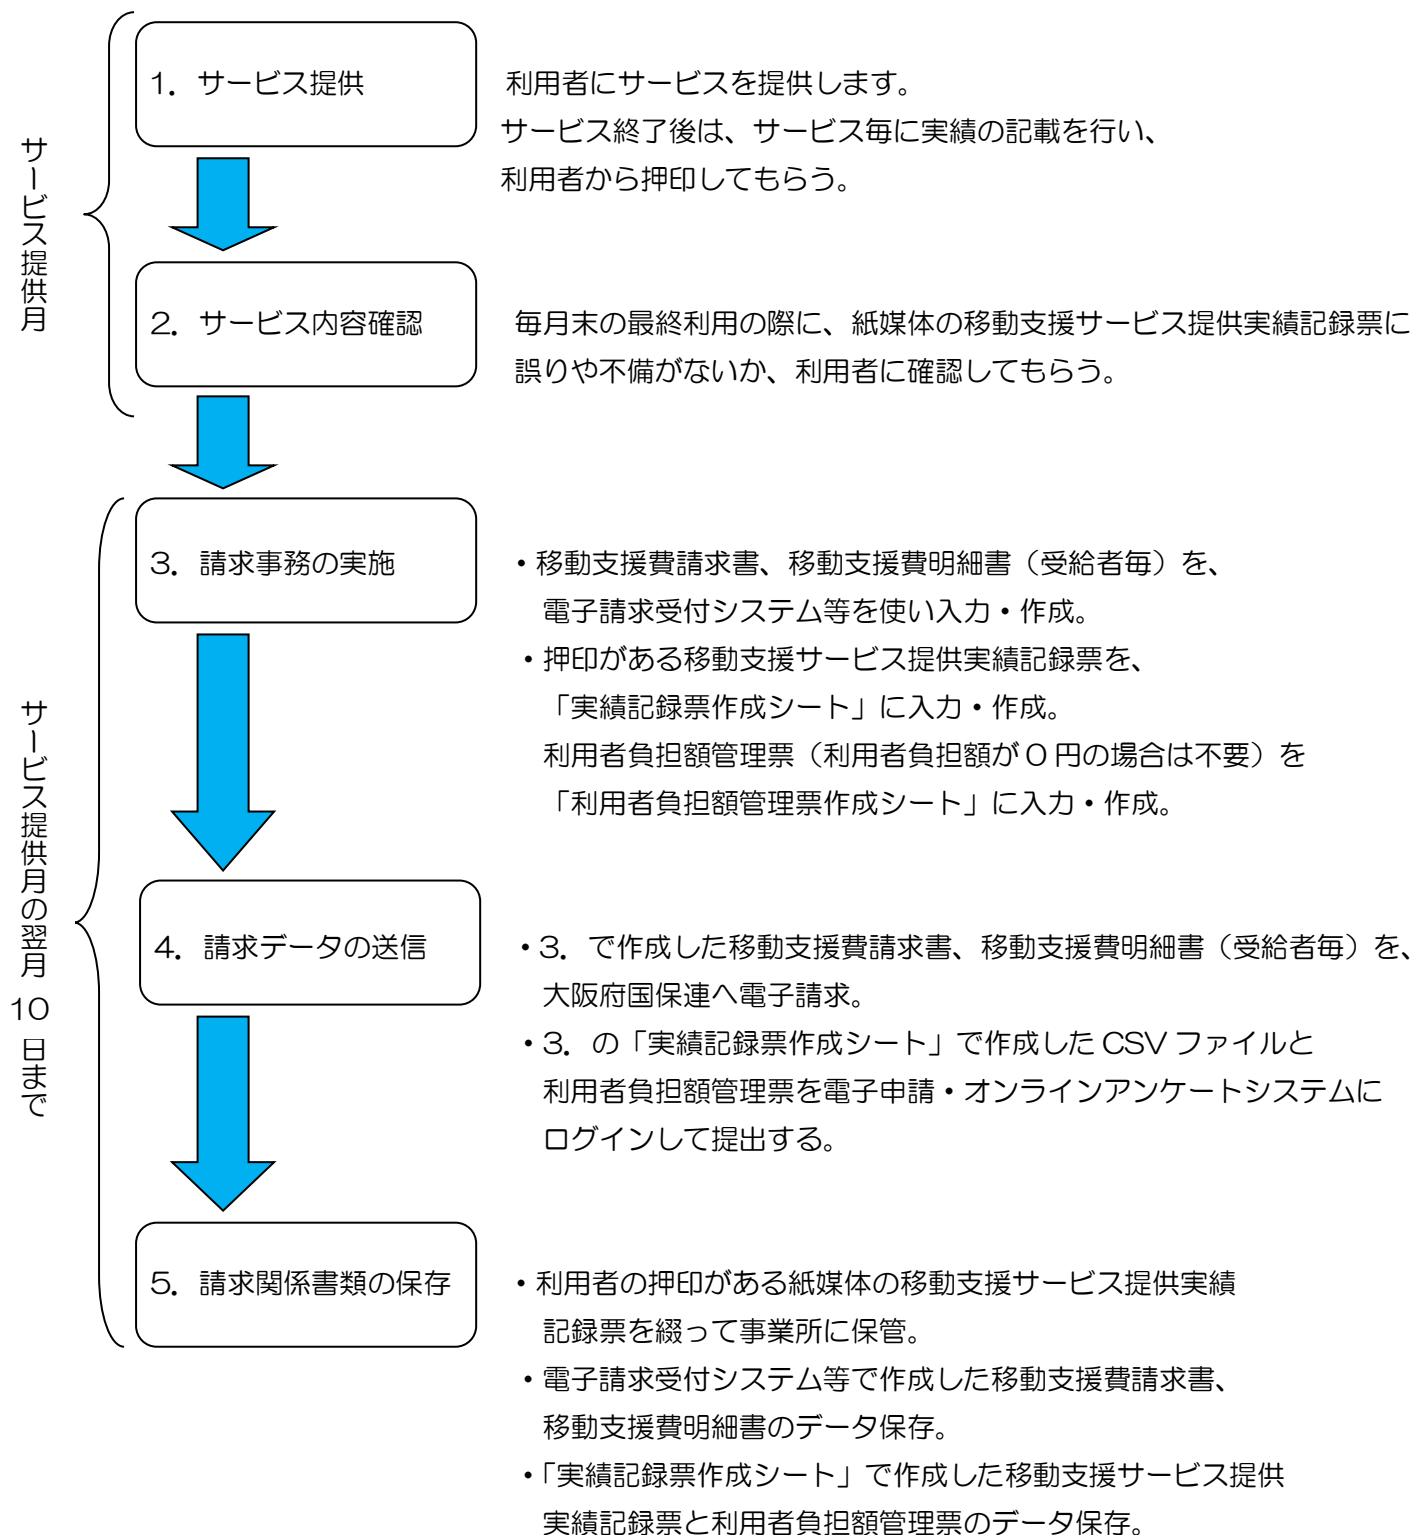 サービス提供月
1．サービス提供
利用者にサービスを提供します。
サービス終了後は、サービス毎に実績の記載を行い、
利用者から押印してもらう。
2．サービス内容確認
毎月末の最終利用の際に、紙媒体の移動支援サービス提供実績記録票に
誤りや不備がないか、利用者に確認してもらう。
サービス提供月の翌月10日まで
3．請求事務の実施
・移動支援費請求書、移動支援費明細書（受給者毎）を、
電子請求受付システム等を使い入力・作成。
・押印がある移動支援サービス提供実績記録票を、
「実績記録票作成シート」に入力・作成。
利用者負担額管理票（利用者負担額が0円の場合は不要）を
「利用者負担額管理票作成シート」に入力・作成。
4．請求データの送信
・3．で作成した移動支援費請求書、移動支援費明細書（受給者毎）を、
大阪府国保連へ電子請求。
・3．の「実績記録票作成シート」で作成したCSVファイルと
利用者負担額管理票を電子申請・オンラインアンケートシステムに
ログインして提出する。
5．請求関係書類の保存
・利用者の押印がある紙媒体の移動支援サービス提供実績
記録票を綴って事業所に保管。
・電子請求受付システム等で作成した移動支援費請求書、
移動支援費明細書のデータ保存。
・「実績記録票作成シート」で作成した移動支援サービス提供
実績記録票と利用者負担額管理票のデータ保存。